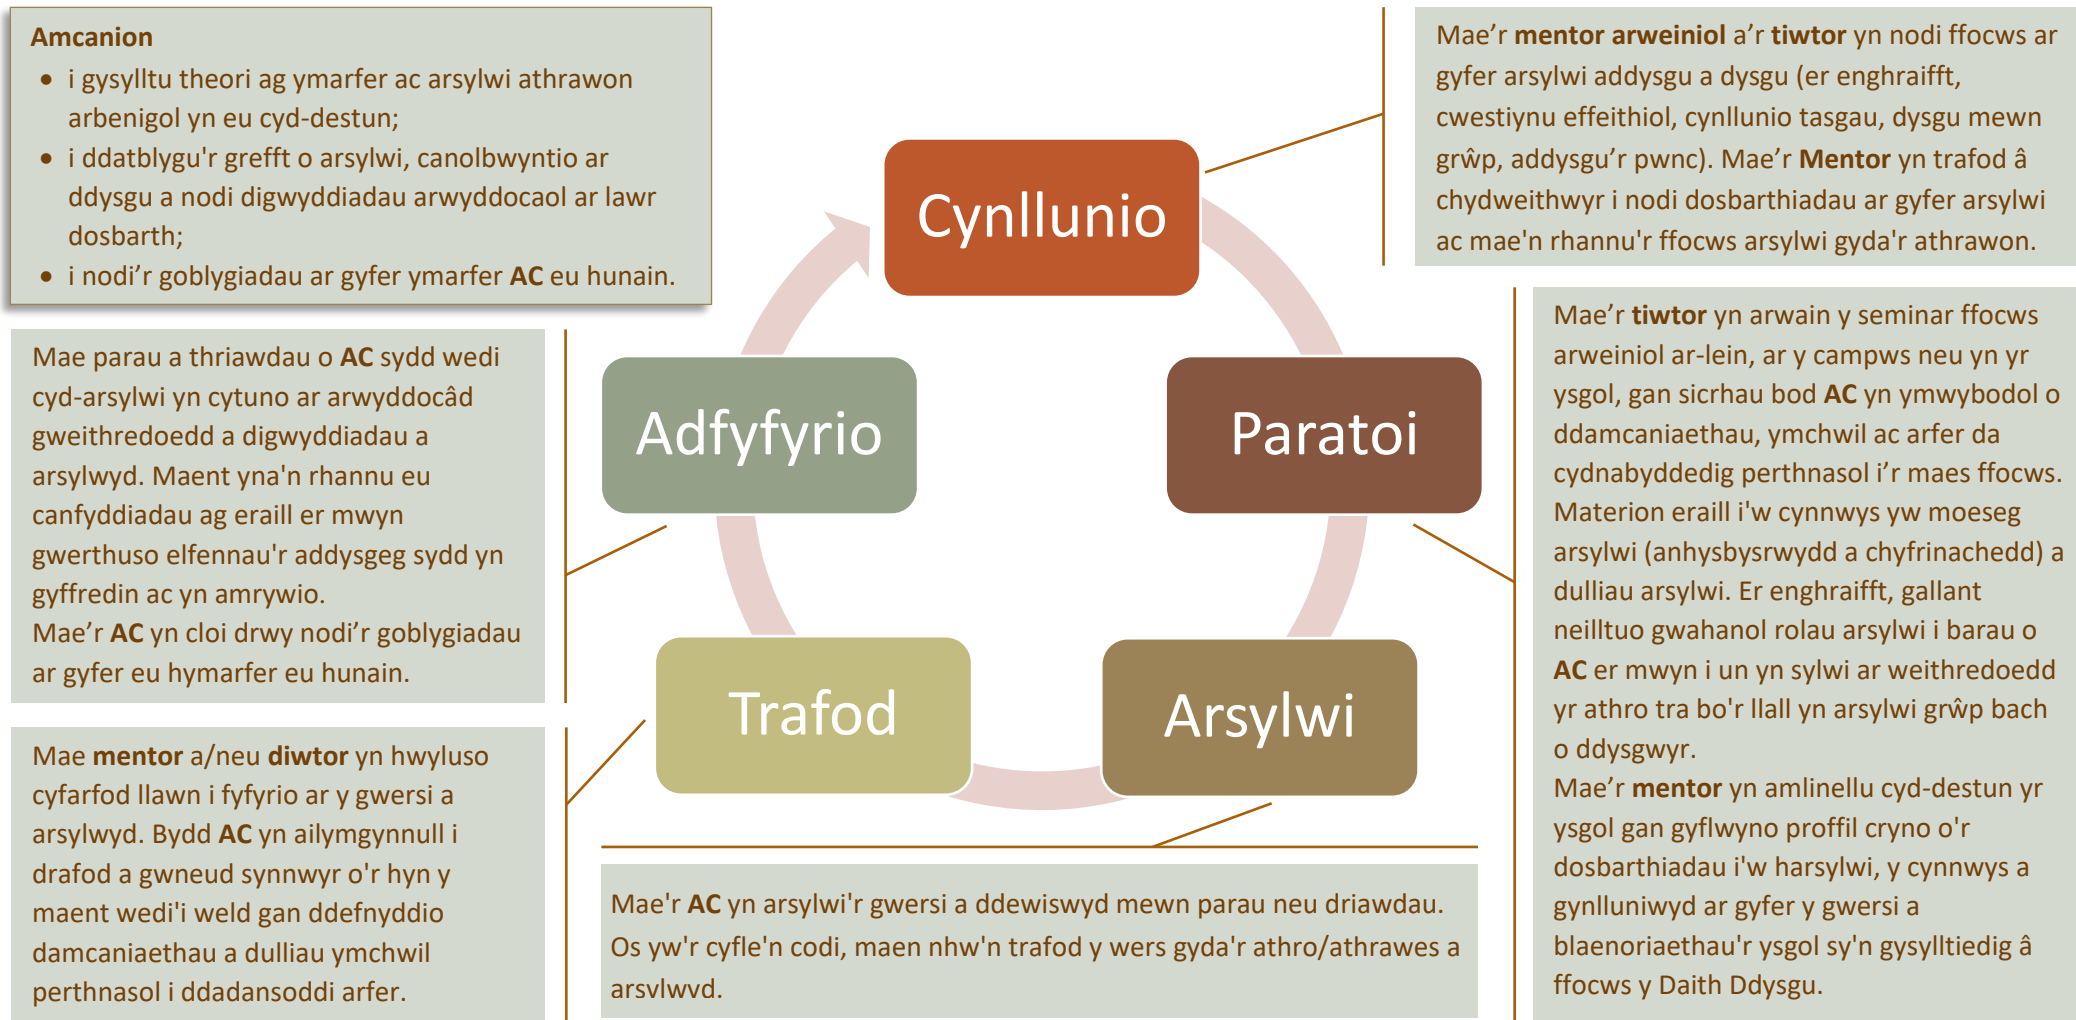 Amcanion
• i gysylltu theori ag ymarfer ac arsylwi athrawon
arbenigol yn eu cyd-destun;
• i ddatblygu'r grefft o arsylwi, canolbwyntio ar
ddysgu a nodi digwyddiadau arwyddocaol ar lawr
dosbarth;
• i nodi’r goblygiadau ar gyfer ymarfer AC eu hunain.
Cynllunio
Mae’r mentor arweiniol a’r tiwtor yn nodi ffocws ar
gyfer arsylwi addysgu a dysgu (er enghraifft,
cwestiynu effeithiol, cynllunio tasgau, dysgu mewn
grŵp, addysgu’r pwnc). Mae’r Mentor yn trafod â
chydweithwyr i nodi dosbarthiadau ar gyfer arsylwi
ac mae'n rhannu'r ffocws arsylwi gyda'r athrawon.
Paratoi
Mae’r tiwtor yn arwain y seminar ffocws
arweiniol ar-lein, ar y campws neu yn yr
ysgol, gan sicrhau bod AC yn ymwybodol o
ddamcaniaethau, ymchwil ac arfer da
cydnabyddedig perthnasol i’r maes ffocws.
Materion eraill i'w cynnwys yw moeseg
arsylwi (anhysbysrwydd a chyfrinachedd) a
dulliau arsylwi. Er enghraifft, gallant
neilltuo gwahanol rolau arsylwi i barau o
AC er mwyn i un yn sylwi ar weithredoedd
yr athro tra bo'r llall yn arsylwi grŵp bach
o ddysgwyr.
Mae’r mentor yn amlinellu cyd-destun yr
ysgol gan gyflwyno proffil cryno o'r
dosbarthiadau i'w harsylwi, y cynnwys a
gynlluniwyd ar gyfer y gwersi a
blaenoriaethau'r ysgol sy'n gysylltiedig â
ffocws y Daith Ddysgu.
Arsylwi
Mae'r AC yn arsylwi'r gwersi a ddewiswyd mewn parau neu driawdau.
Os yw'r cyfle'n codi, maen nhw'n trafod y wers gyda'r athro/athrawes a
arsylwyd.
Trafod
Mae mentor a/neu diwtor yn hwyluso
cyfarfod llawn i fyfyrio ar y gwersi a
arsylwyd. Bydd AC yn ailymgynnull i
drafod a gwneud synnwyr o'r hyn y
maent wedi'i weld gan ddefnyddio
damcaniaethau a dulliau ymchwil
perthnasol i ddadansoddi arfer.
Adfyfyrio
Mae parau a thriawdau o AC sydd wedi
cyd-arsylwi yn cytuno ar arwyddocâd
gweithredoedd a digwyddiadau a
arsylwyd. Maent yna'n rhannu eu
canfyddiadau ag eraill er mwyn
gwerthuso elfennau'r addysgeg sydd yn
gyffredin ac yn amrywio.
Mae’r AC yn cloi drwy nodi’r goblygiadau
ar gyfer eu hymarfer eu hunain.